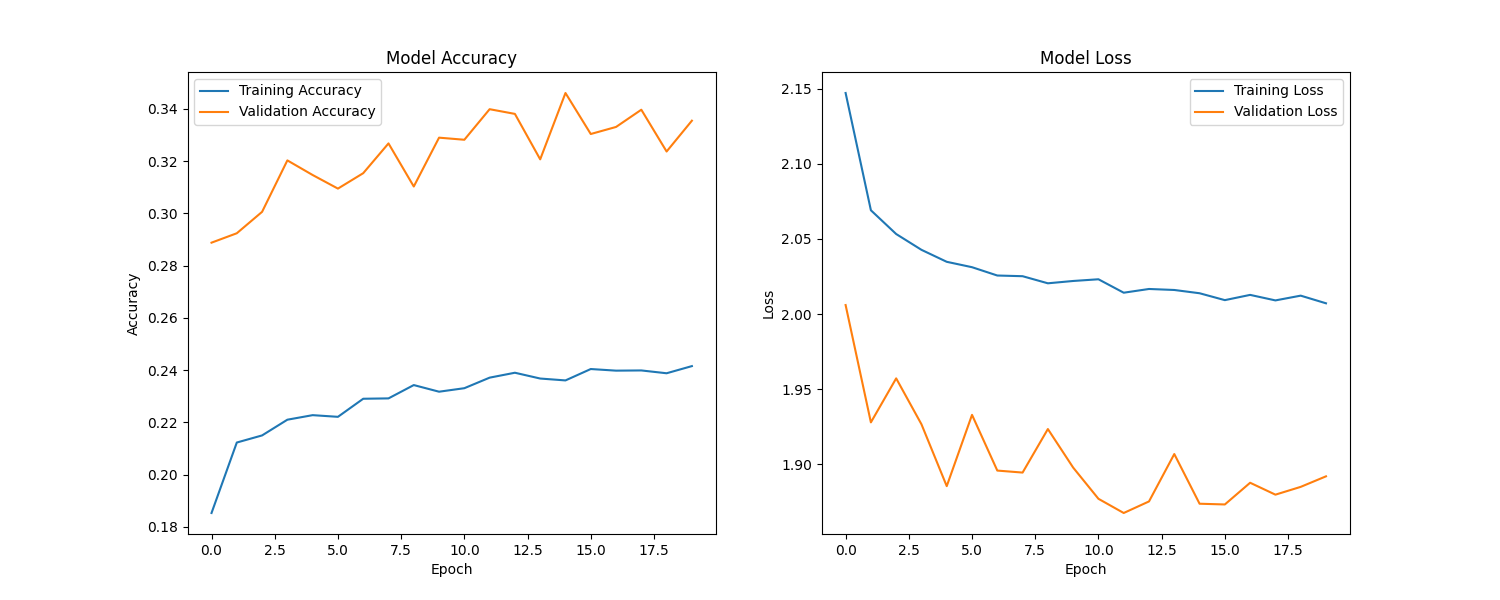 Model Accuracy
Training Accuracy
Validation Accuracy
0.34
0.32
0.30
0.28
0.26
0.24
0.22
0.20
0.18
Accuracy
0.0 2.5 5.0 7.5 10.0 12.5 15.0 17.5
Epoch
Model Loss
Training Loss
Validation Loss
2.15
2.10
2.05
2.00
1.95
1.90
Loss
0.0 2.5 5.0 7.5 10.0 12.5 15.0 17.5
Epoch